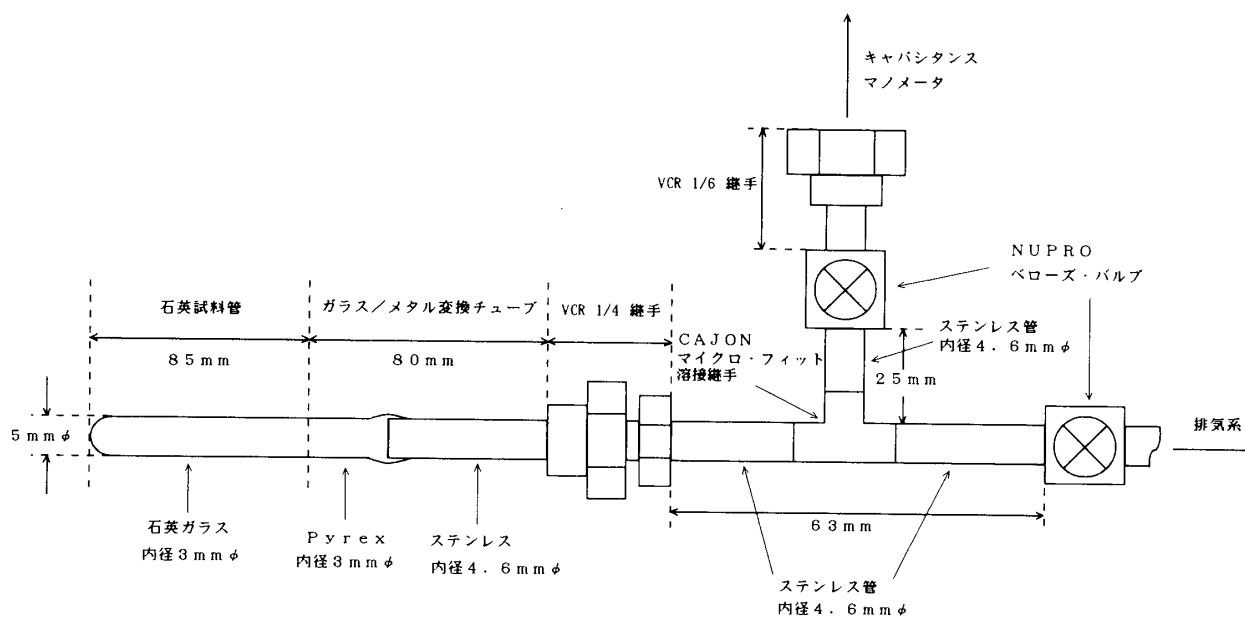 キャパシタンス
マノメータ
VCR 1/6 継手
NUPRO
ベローズ・バルブ
石英試料管
ガラス／メタル変換チューブ
VCR 1/4 継手
CAJON
マイクロ・フィット
溶接継手
ステンレス管
内径4．6mmφ
85mm
80mm
25mm
5mmφ
排気系
63mm
石英ガラス
内径3mmφ
Pyrex
内径3mmφ
ステンレス
内径4．6mmφ
ステンレス管
内径4．6mmφ